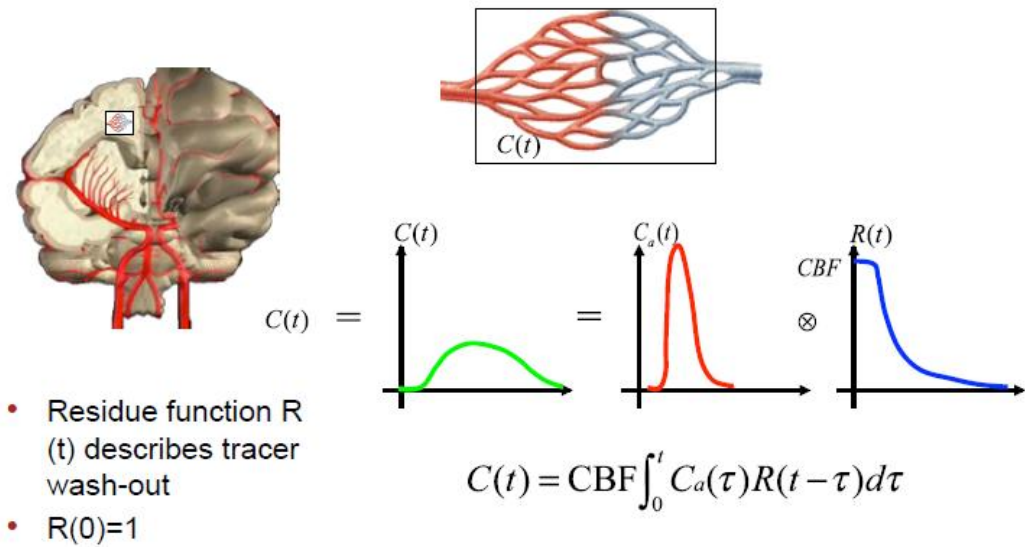 C(t)
C(t) = C(t) = Cₐ(t) ⊗ CBF R(t)
• Residue function R
(t) describes tracer
wash-out
• R(0)=1
C(t) = CBF∫₀ᵗ Cₐ(τ)R(t−τ)dτ